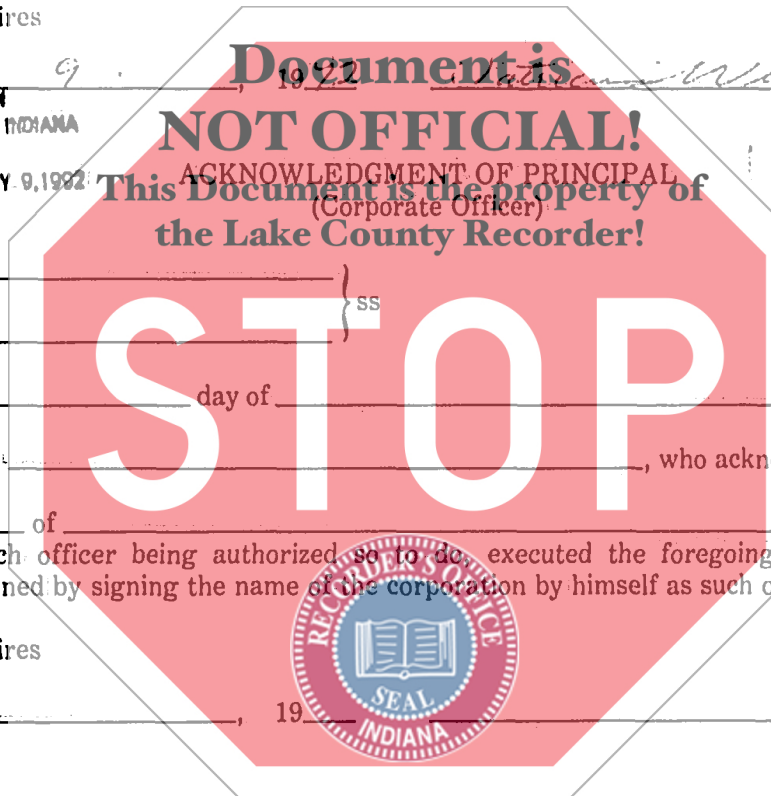 ires
9 , 1992
Document is
NOT OFFICIAL!
INDIANA
ACKNOWLEDGMENT OF PRINCIPAL
Y 9,1992
This Document is the property of
(Corporate Officer)
the Lake County Recorder!
ss
STOP
day of
, who ackn
of
ch officer being authorized so to do, executed the foregoing
ned by signing the name of the corporation by himself as such o
RECORDER'S OFFICE
SEAL
INDIANA
ires
, 19